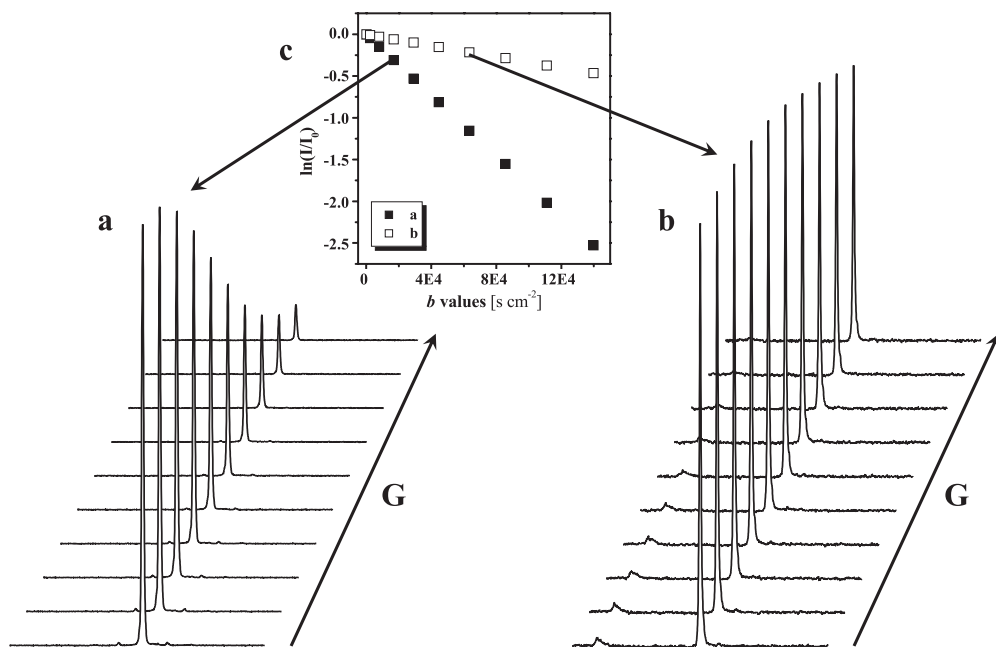 c
0.0
-0.5
-1.0
-1.5
-2.0
-2.5
ln(I/I₀)
a
b
0
4E4
8E4
12E4
b values [s cm⁻²]
a
b
G
G